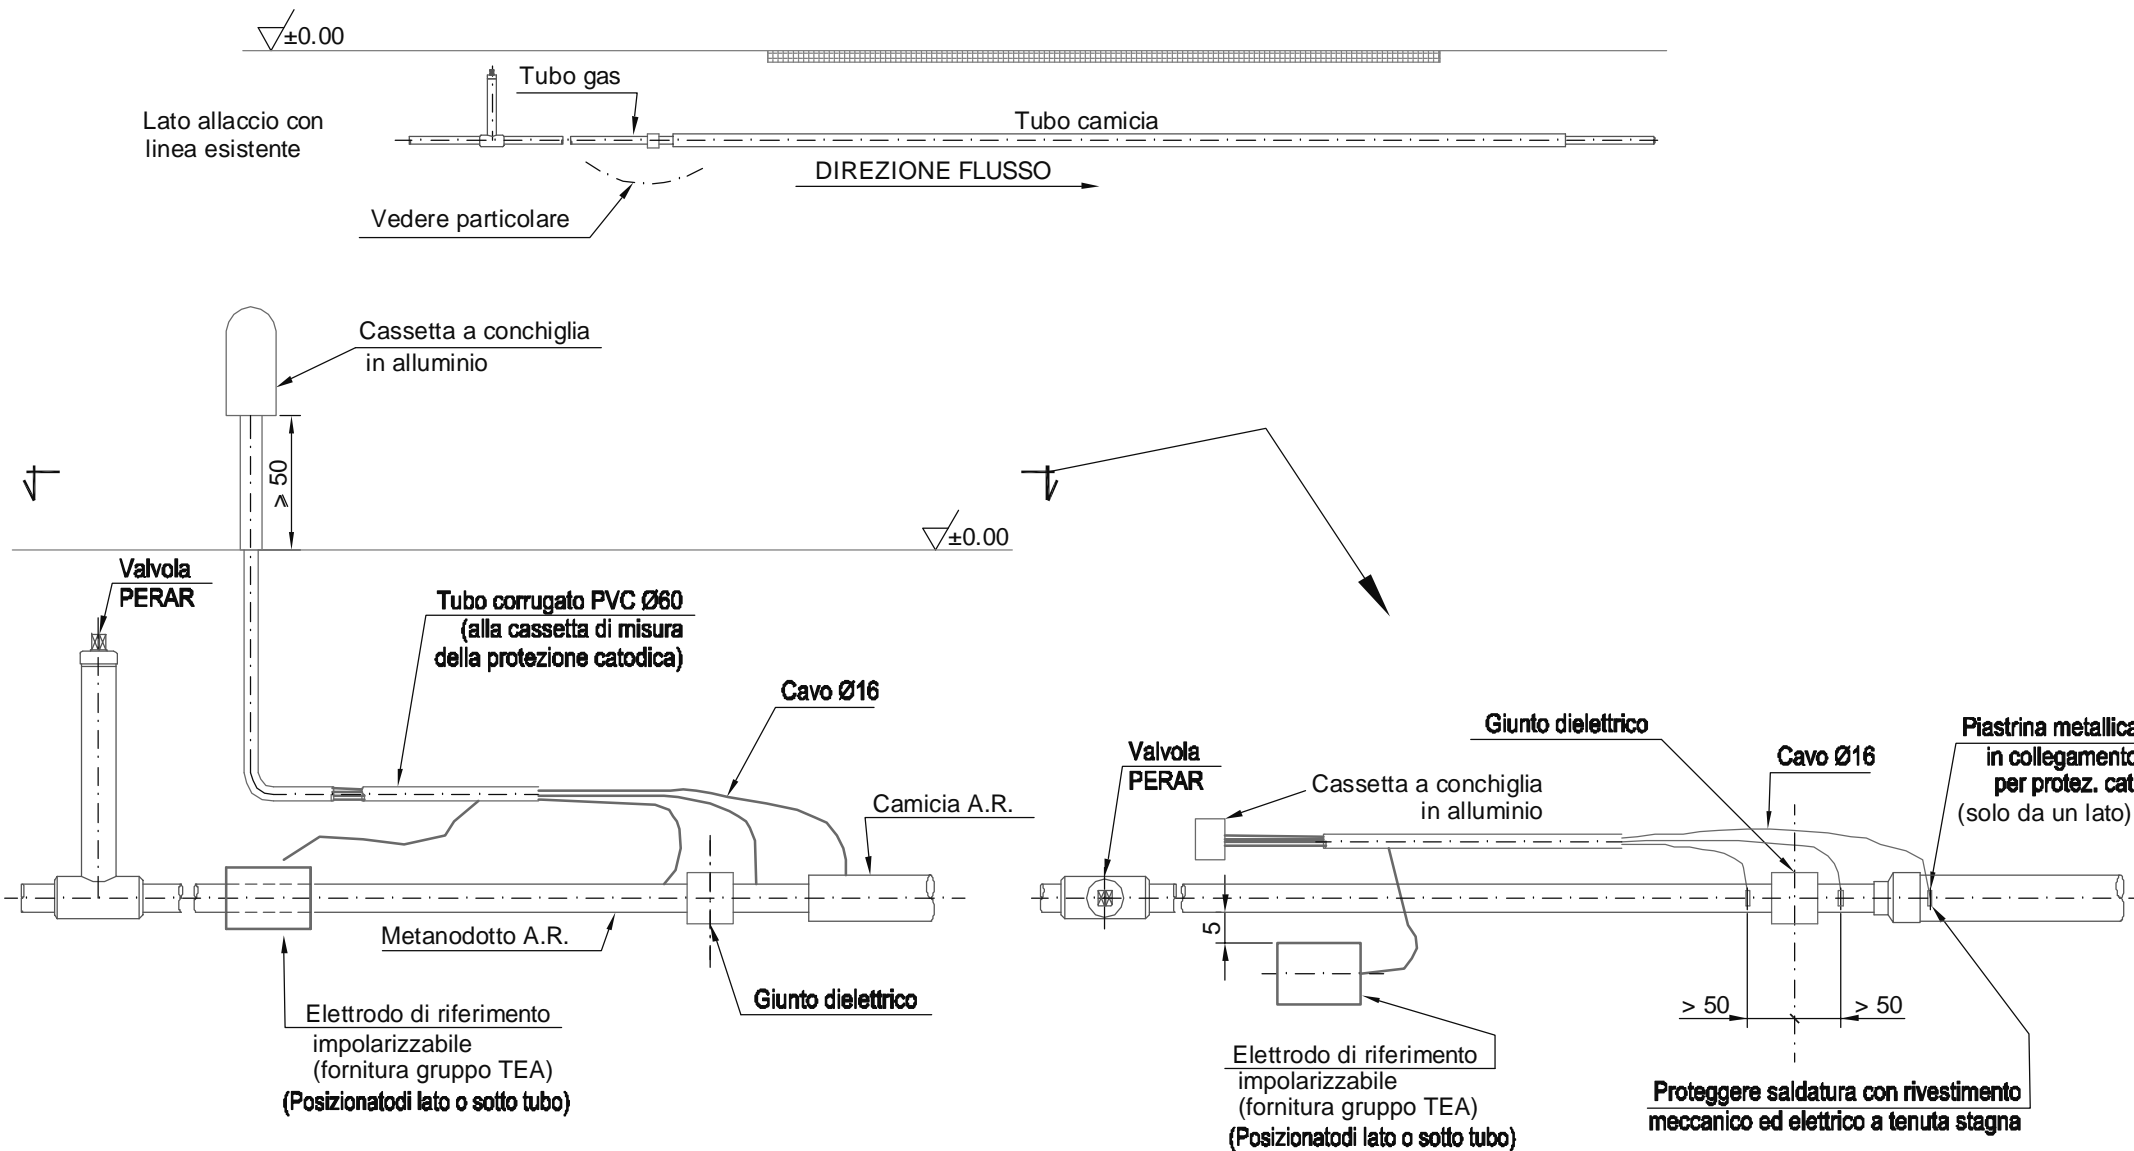 ±0.00
Tubo gas
Lato allaccio con
linea esistente
Tubo camicia
DIREZIONE FLUSSO
Vedere particolare
Cassetta a conchiglia
in alluminio
≥ 50
±0.00
Valvola
PERAR
Tubo corrugato PVC Ø60
(alla cassetta di misura
della protezione catodica)
Cavo Ø16
Camicia A.R.
Metanodotto A.R.
Giunto dielettrico
Elettrodo di riferimento
impolarizzabile
(fornitura gruppo TEA)
(Posizionatodi lato o sotto tubo)
Valvola
PERAR
Cassetta a conchiglia
in alluminio
Giunto dielettrico
Cavo Ø16
Piastrina metallica
in collegamento
per protez. cat
(solo da un lato)
5
> 50
> 50
Elettrodo di riferimento
impolarizzabile
(fornitura gruppo TEA)
(Posizionatodi lato o sotto tubo)
Proteggere saldatura con rivestimento
meccanico ed elettrico a tenuta stagna